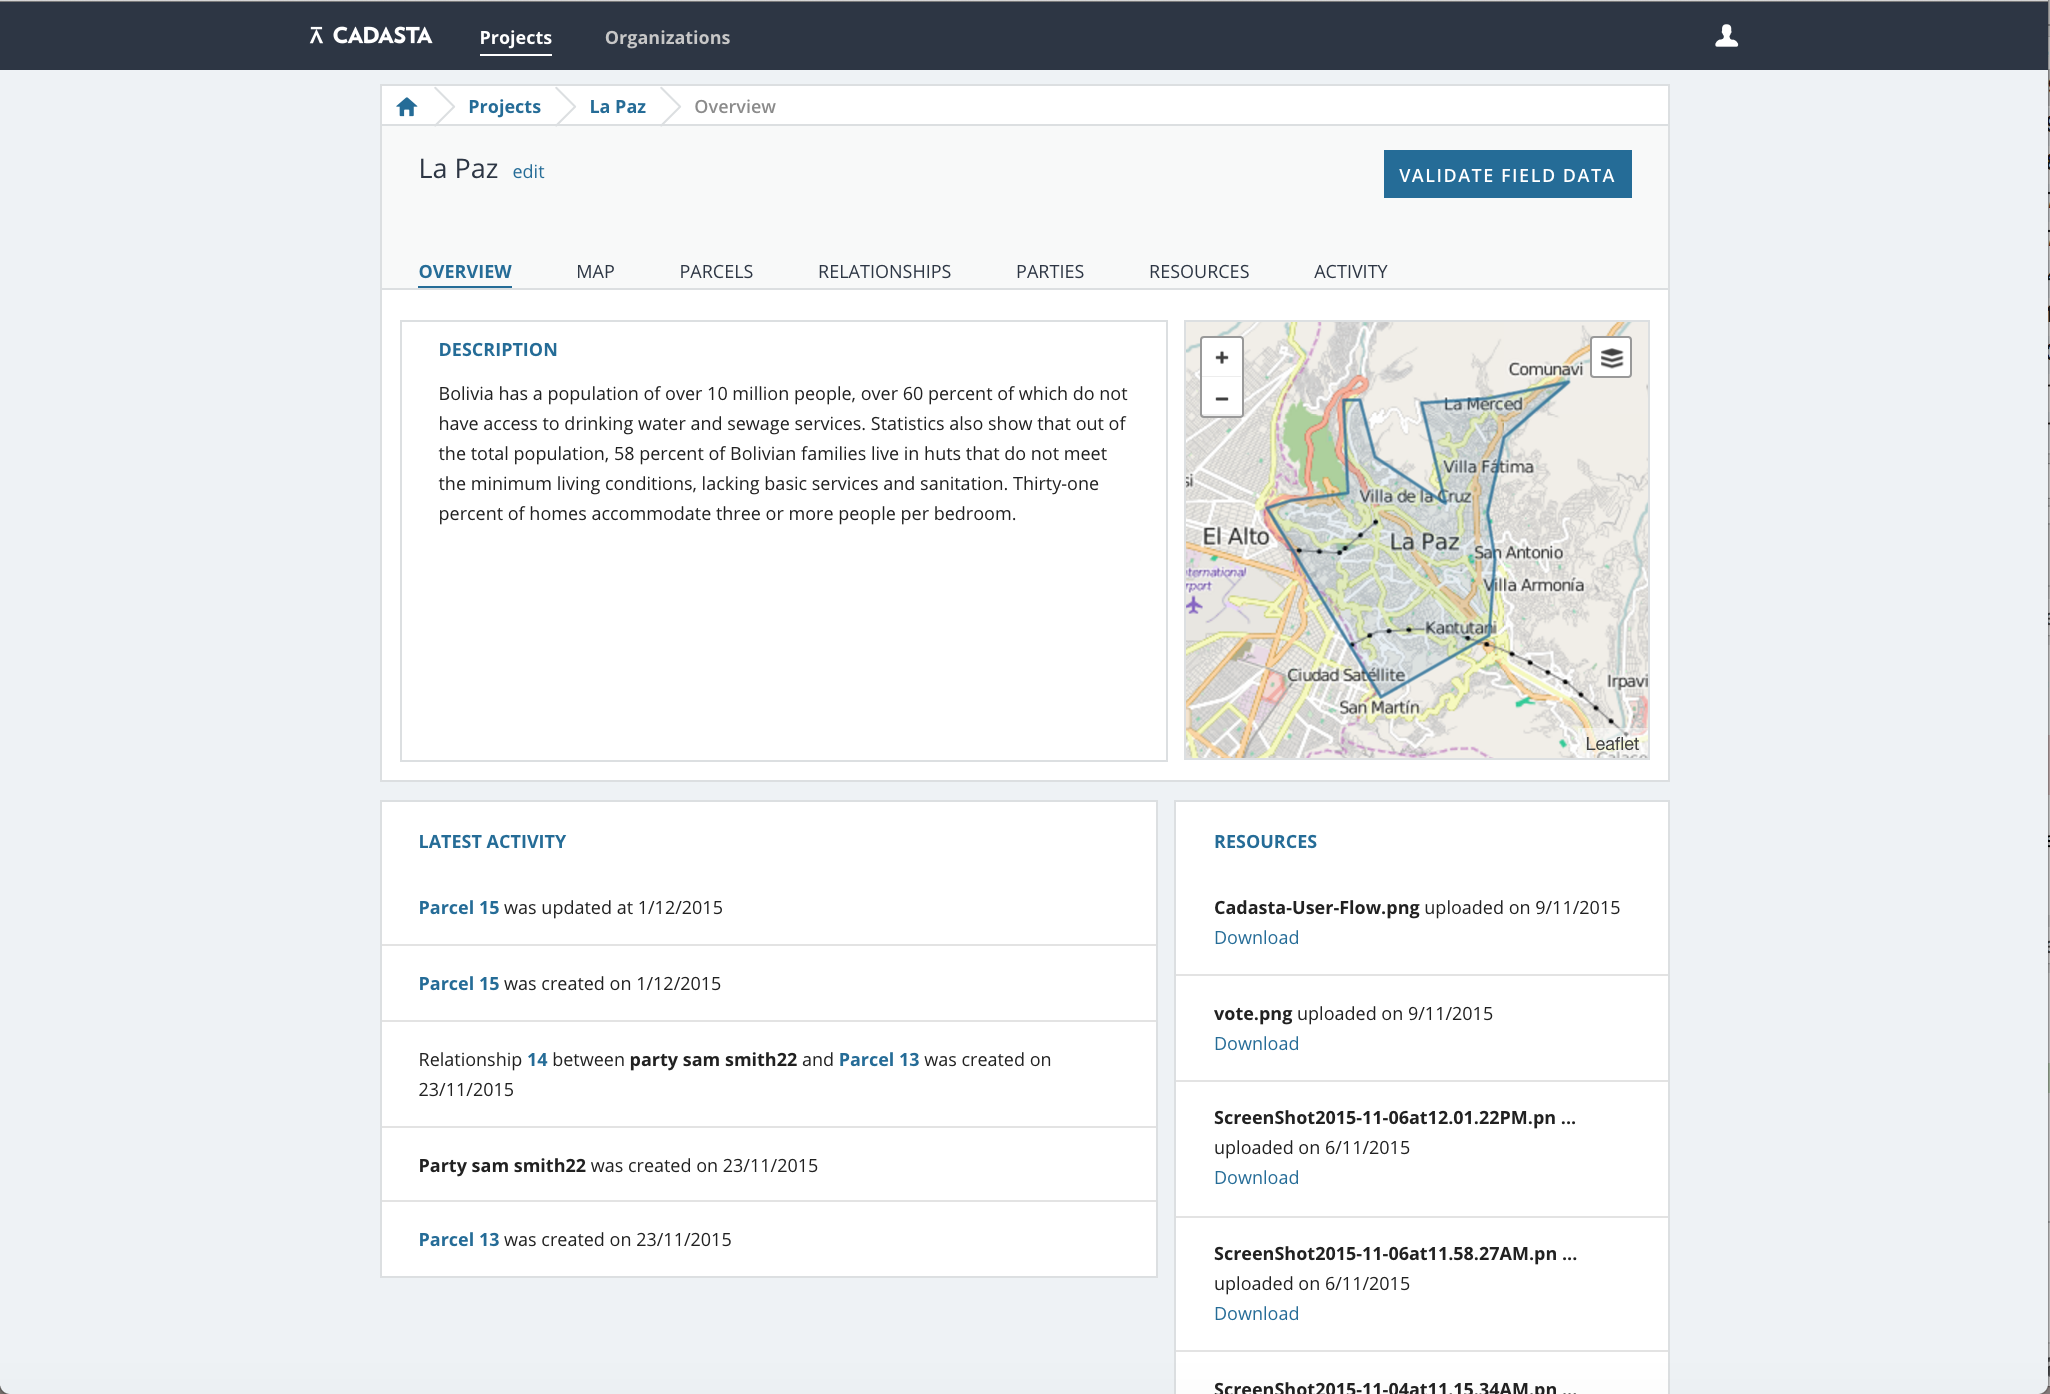 CADASTA
Projects
Organizations
Projects
La Paz
Overview
La Paz edit
VALIDATE FIELD DATA
OVERVIEW
MAP
PARCELS
RELATIONSHIPS
PARTIES
RESOURCES
ACTIVITY
DESCRIPTION
Bolivia has a population of over 10 million people, over 60 percent of which do not
have access to drinking water and sewage services. Statistics also show that out of
the total population, 58 percent of Bolivian families live in huts that do not meet
the minimum living conditions, lacking basic services and sanitation. Thirty-one
percent of homes accommodate three or more people per bedroom.
+
−
Comunavi
La Merced
Villa Fátima
Villa de la Cruz
El Alto
La Paz
San Antonio
ternational
rport
Villa Armonía
Kantutani
Ciudad Satéllite
Irpavi
San Martín
Leaflet
LATEST ACTIVITY
Parcel 15 was updated at 1/12/2015
Parcel 15 was created on 1/12/2015
Relationship 14 between party sam smith22 and Parcel 13 was created on
23/11/2015
Party sam smith22 was created on 23/11/2015
Parcel 13 was created on 23/11/2015
RESOURCES
Cadasta-User-Flow.png uploaded on 9/11/2015
Download
vote.png uploaded on 9/11/2015
Download
ScreenShot2015-11-06at12.01.22PM.pn ...
uploaded on 6/11/2015
Download
ScreenShot2015-11-06at11.58.27AM.pn ...
uploaded on 6/11/2015
Download
ScreenShot2015-11-04at11.15.34AM.pn ...